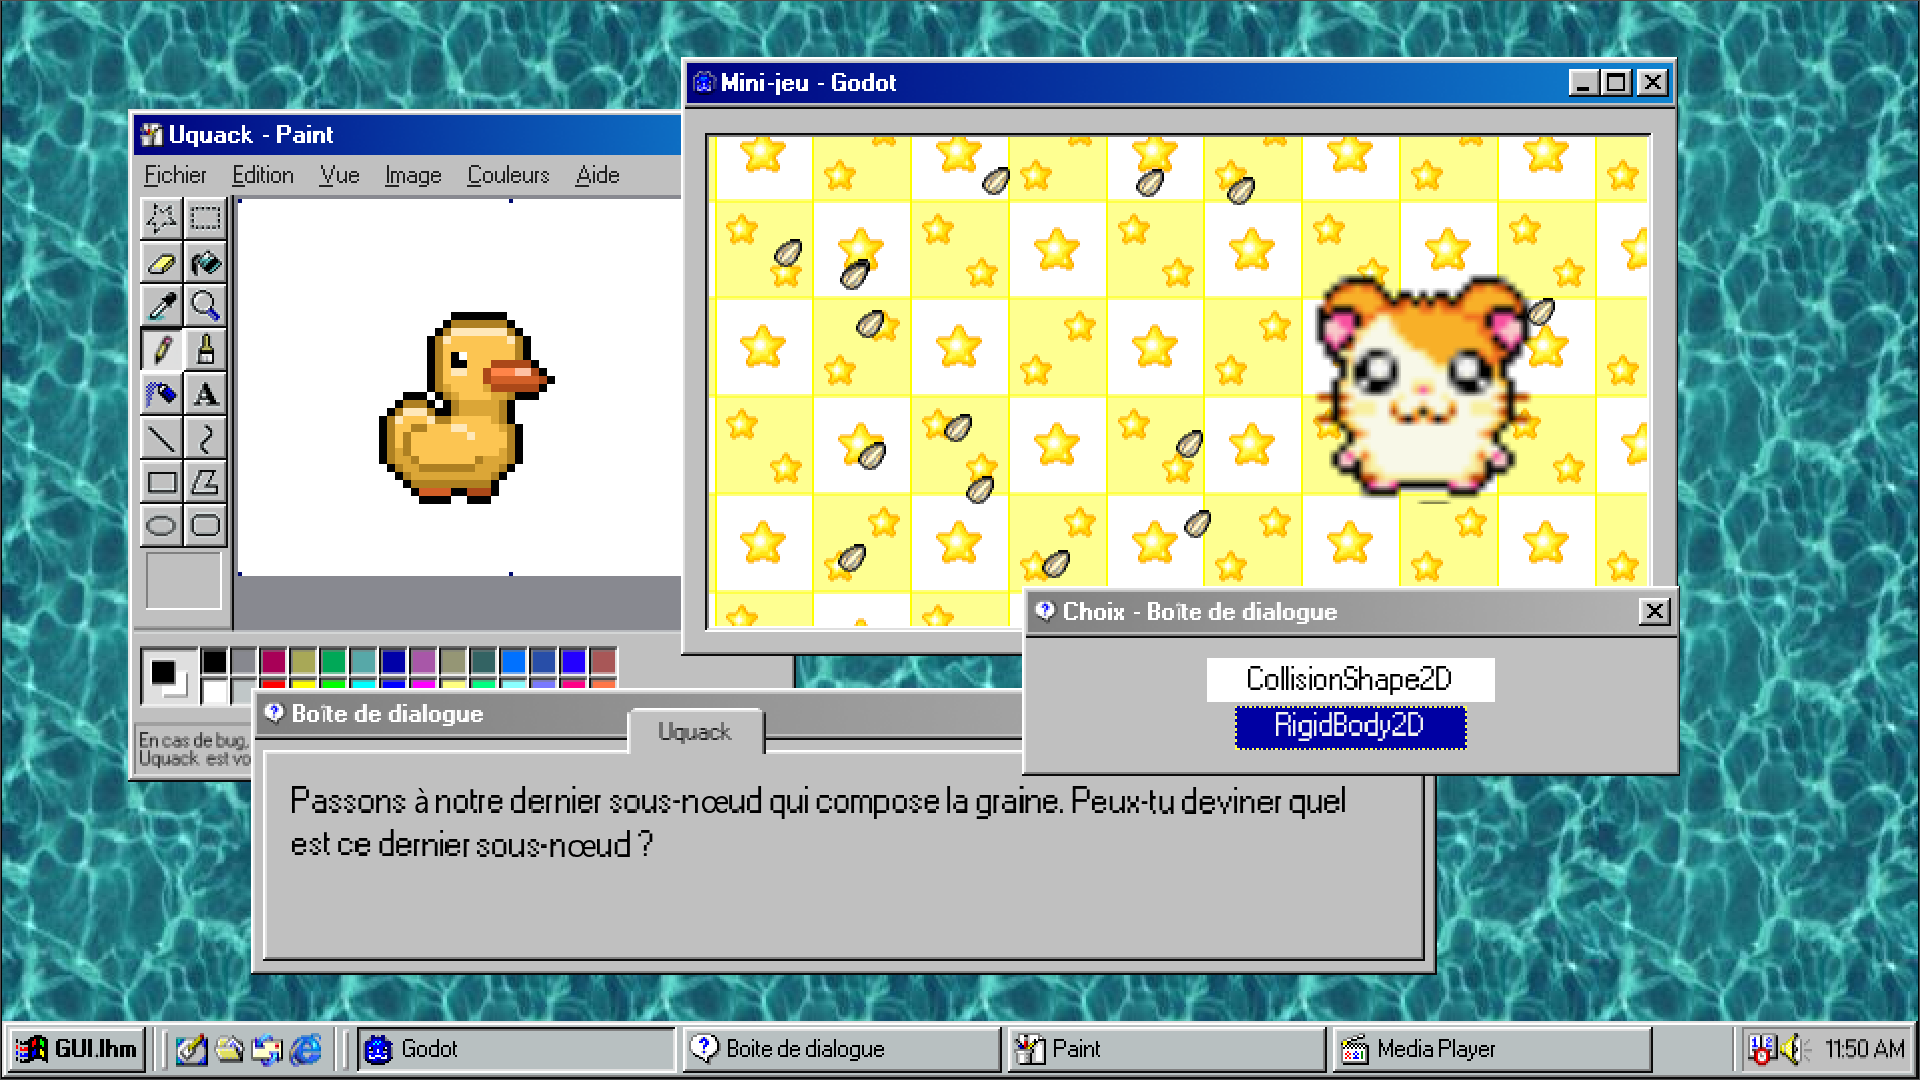 Mini-jeu - Godot
Uquack - Paint
Fichier Edition Vue Image Couleurs Aide
Choix - Boîte de dialogue
CollisionShape2D
RigidBody2D
En cas de bug,
Uquack est vo
Boîte de dialogue
Uquack
Passons à notre dernier sous-nœud qui compose la graine. Peux-tu deviner quel
est ce dernier sous-nœud ?
GUI.lhm
Godot
Boite de dialogue
Paint
Media Player
11:50 AM